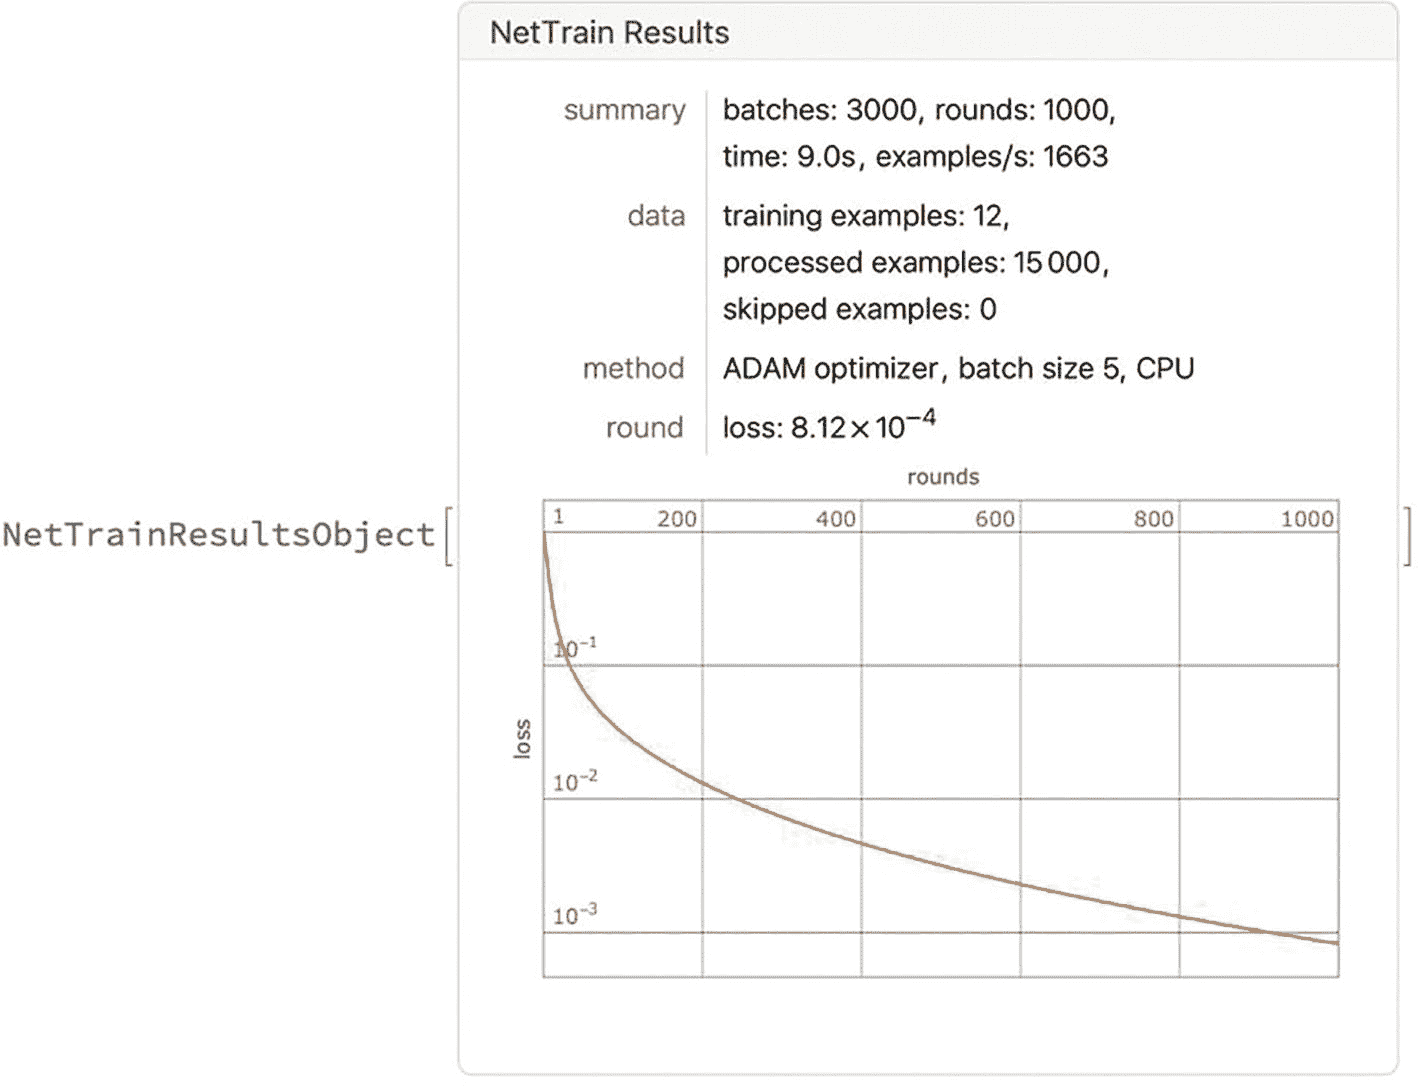 NetTrain Results
summary
batches: 3000, rounds: 1000,
time: 9.0s, examples/s: 1663
data
training examples: 12,
processed examples: 15 000,
skipped examples: 0
method
ADAM optimizer, batch size 5, CPU
round
loss: 8.12×10⁻⁴
NetTrainResultsObject[ ]
rounds
1 200 400 600 800 1000
10⁻¹
loss
10⁻²
10⁻³